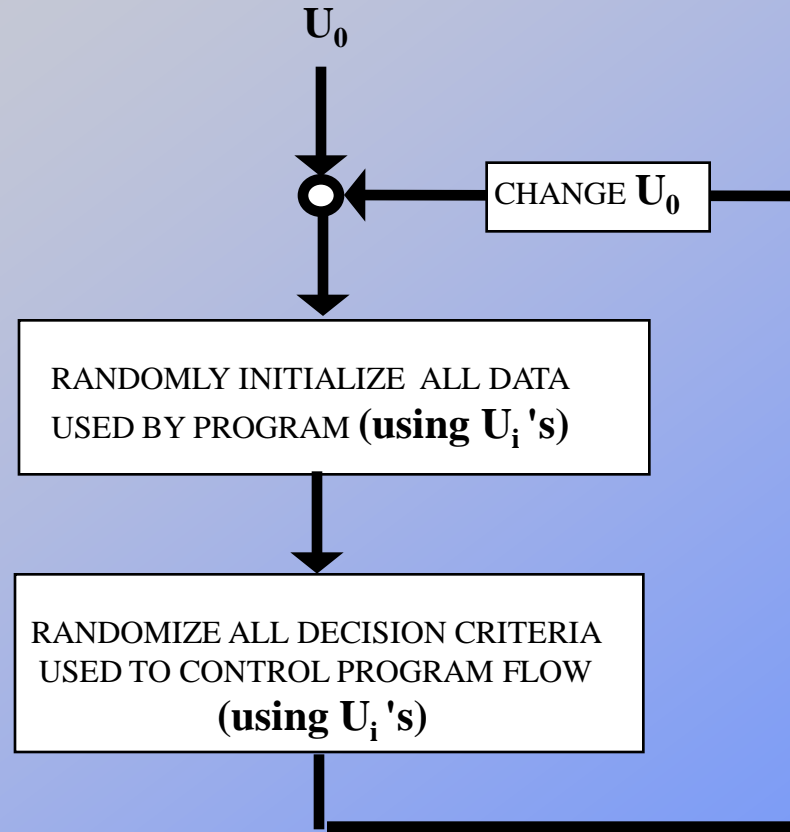 U₀
CHANGE U₀
RANDOMLY INITIALIZE ALL DATA
USED BY PROGRAM (using Uᵢ 's)
RANDOMIZE ALL DECISION CRITERIA
USED TO CONTROL PROGRAM FLOW
(using Uᵢ 's)